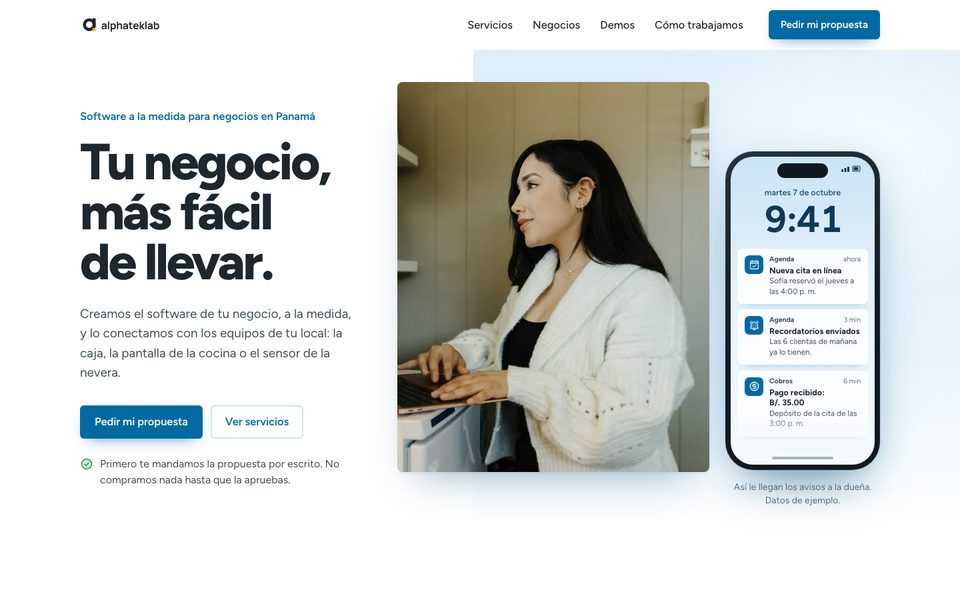 alphateklab
Servicios
Negocios
Demos
Cómo trabajamos
Pedir mi propuesta
Software a la medida para negocios en Panamá
Tu negocio,
más fácil
de llevar.
Creamos el software de tu negocio, a la medida,
y lo conectamos con los equipos de tu local: la
caja, la pantalla de la cocina o el sensor de la
nevera.
Pedir mi propuesta
Ver servicios
Primero te mandamos la propuesta por escrito. No
compramos nada hasta que la apruebas.
martes 7 de octubre
9:41
Agenda
ahora
Nueva cita en línea
Sofía reservó el jueves a
las 4:00 p. m.
Agenda
3 min
Recordatorios enviados
Las 6 clientas de mañana
ya lo tienen.
Cobros
6 min
Pago recibido:
B/. 35.00
Depósito de la cita de las
3:00 p. m.
Así le llegan los avisos a la dueña.
Datos de ejemplo.